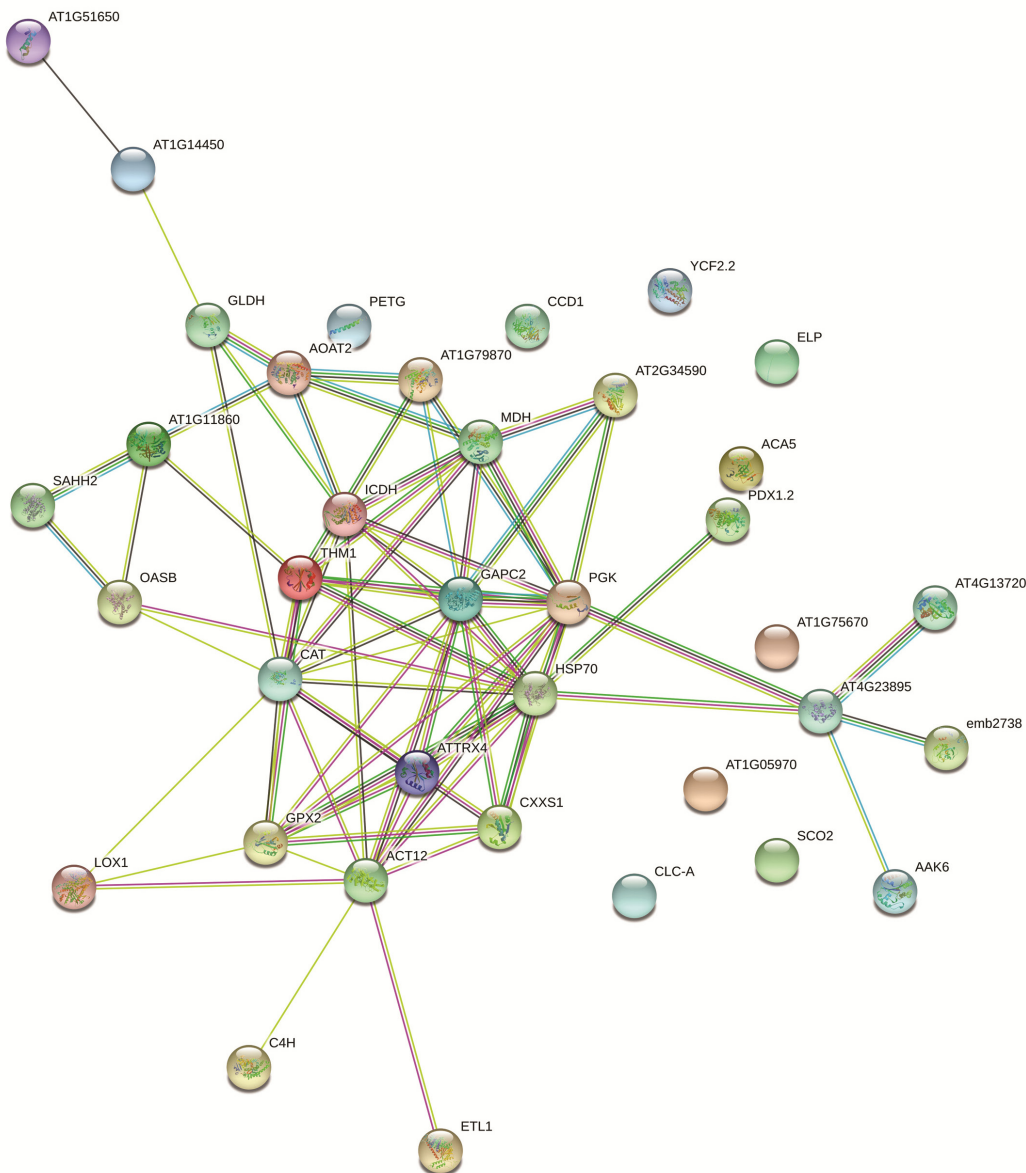 AT1G51650
AT1G14450
YCF2.2
GLDH
PETG
CCD1
ELP
AOAT2
AT1G79870
AT2G34590
MDH
AT1G11860
ACA5
SAHH2
ICDH
PDX1.2
THM1
GAPC2
PGK
OASB
AT4G13720
AT1G75670
CAT
HSP70
AT4G23895
emb2738
ATTRX4
AT1G05970
CXXS1
GPX2
SCO2
LOX1
ACT12
CLC-A
AAK6
C4H
ETL1